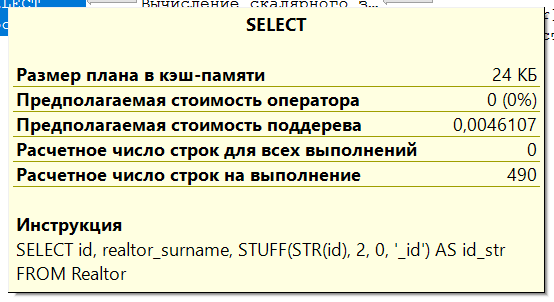 Вычисление скалярного з...
SELECT
Размер плана в кэш-памяти 24 КБ
Предполагаемая стоимость оператора 0 (0%)
Предполагаемая стоимость поддерева 0,0046107
Расчетное число строк для всех выполнений 0
Расчетное число строк на выполнение 490
Инструкция
SELECT id, realtor_surname, STUFF(STR(id), 2, 0, '_id') AS id_str
FROM Realtor